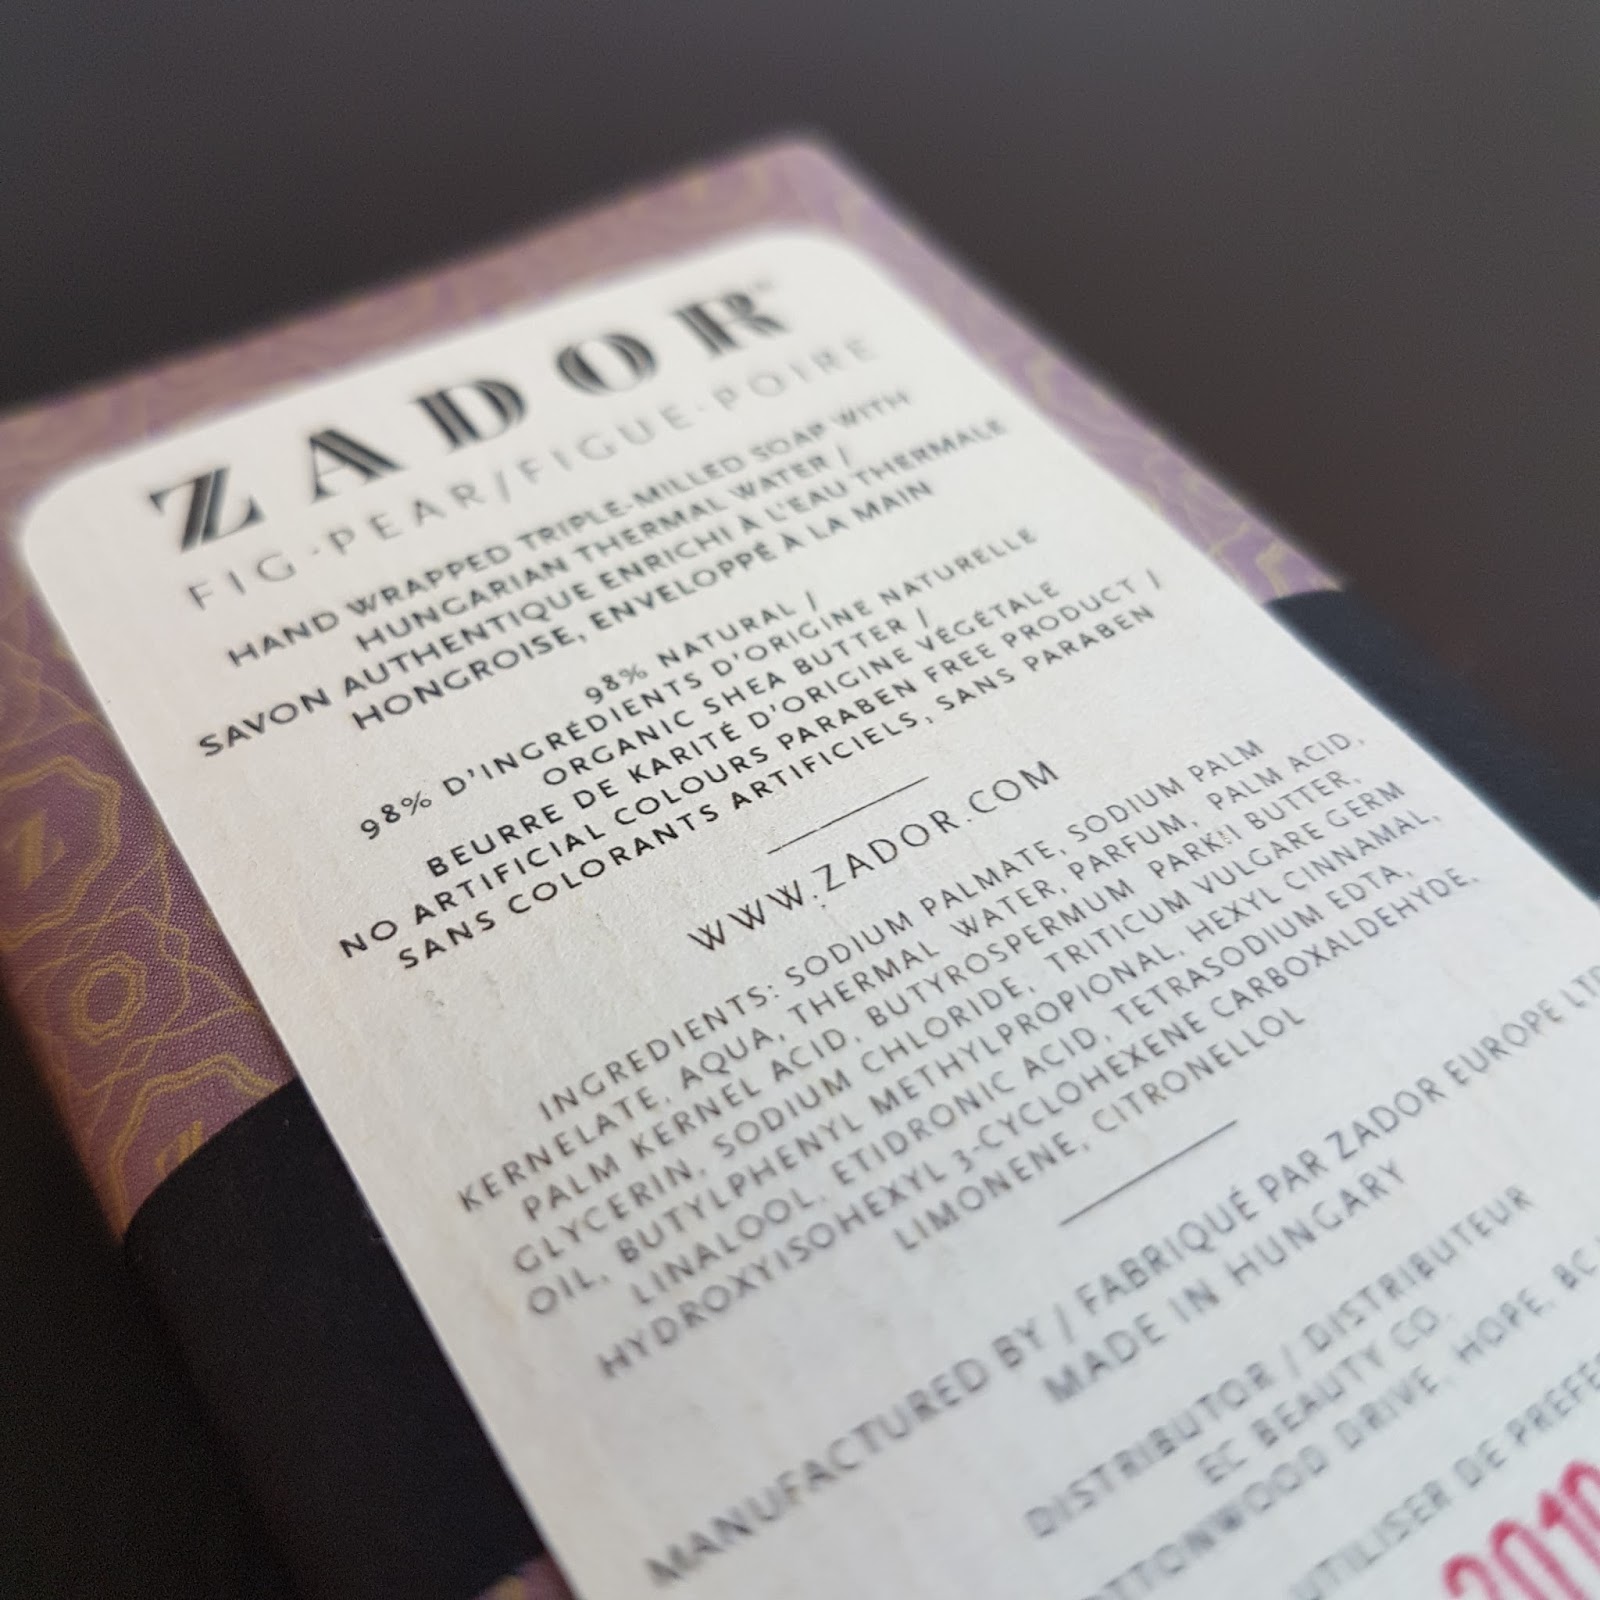 ZADOR™
FIG·PEAR/FIGUE·POIRE
HAND WRAPPED TRIPLE-MILLED SOAP WITH
HUNGARIAN THERMAL WATER /
SAVON AUTHENTIQUE ENRICHI A L'EAU THERMALE
HONGROISE, ENVELOPPÉ A LA MAIN
98% NATURAL /
98% D'INGRÉDIENTS D'ORIGINE NATURELLE
ORGANIC SHEA BUTTER /
BEURRE DE KARITÉ D'ORIGINE VÉGÉTALE
NO ARTIFICIAL COLOURS PARABEN FREE PRODUCT /
SANS COLORANTS ARTIFICIELS, SANS PARABEN
WWW.ZADOR.COM
INGREDIENTS: SODIUM PALMATE, SODIUM PALM
KERNELATE, AQUA, THERMAL WATER, PARFUM, PALM ACID,
PALM KERNEL ACID, BUTYROSPERMUM PARKII BUTTER,
GLYCERIN, SODIUM CHLORIDE, TRITICUM VULGARE GERM
OIL, BUTYLPHENYL METHYLPROPIONAL, HEXYL CINNAMAL,
LINALOOL, ETIDRONIC ACID, TETRASODIUM EDTA,
HYDROXYISOHEXYL 3-CYCLOHEXENE CARBOXALDEHYDE,
LIMONENE, CITRONELLOL
MANUFACTURED BY / FABRIQUÉ PAR ZADOR EUROPE LTD
MADE IN HUNGARY
DISTRIBUTOR / DISTRIBUTEUR
EC BEAUTY CO.
DRIVE, HOPE, BC
UTILISER DE